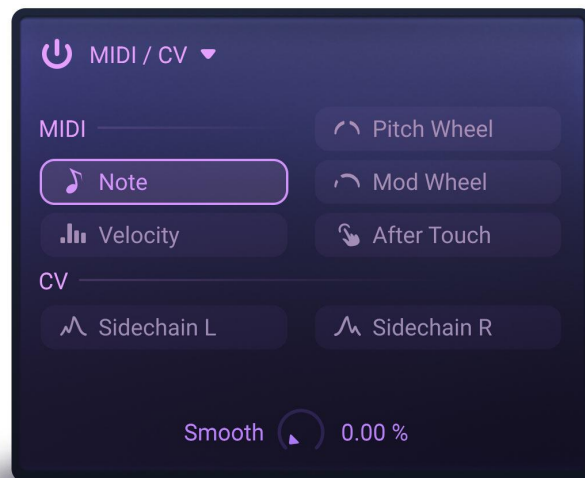 MIDI / CV
MIDI
Pitch Wheel
Note
Mod Wheel
Velocity
After Touch
CV
Sidechain L
Sidechain R
Smooth 0.00 %